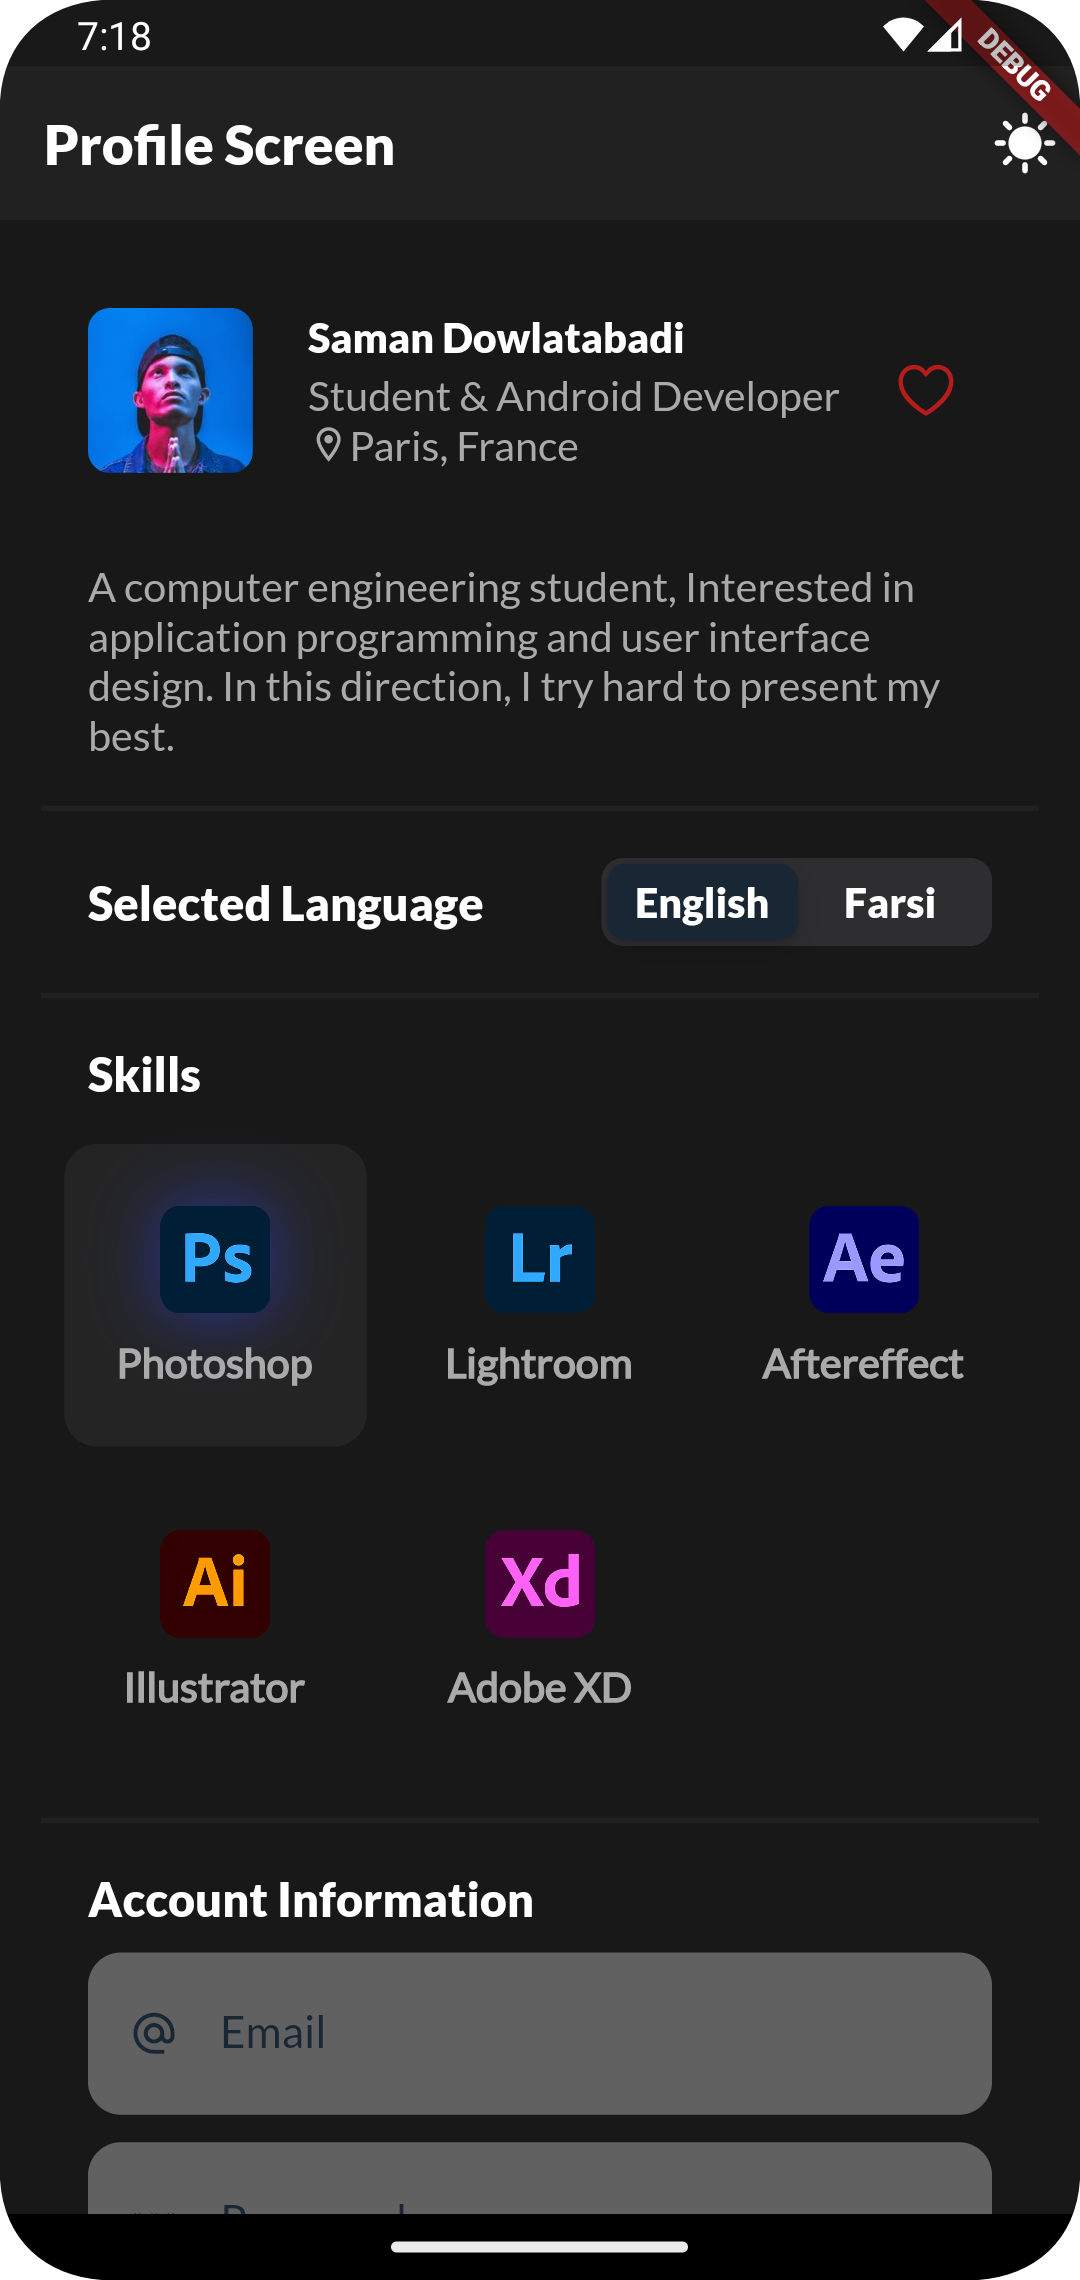 7:18
DEBUG
Profile Screen
Saman Dowlatabadi
Student & Android Developer
Paris, France
A computer engineering student, Interested in
application programming and user interface
design. In this direction, I try hard to present my
best.
Selected Language English Farsi
Skills
Ps Lr Ae
Photoshop Lightroom Aftereffect
Ai Xd
Illustrator Adobe XD
Account Information
Email